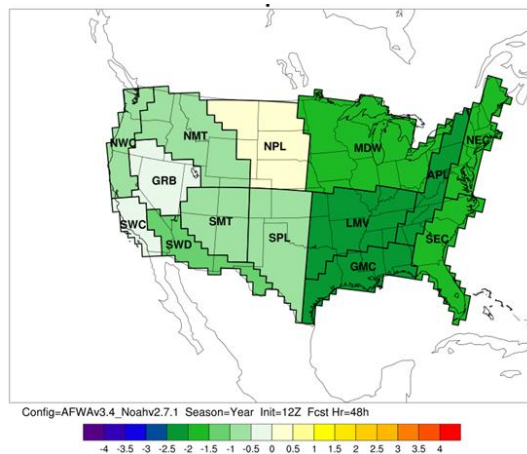 NWC NMT NPL MDW NEC
GRB APL
SWC SMT LMV
SWD SPL SEC
GMC
Config=AFWAv3.4_Noahv2.7.1 Season=Year Init=12Z Fcst Hr=48h
-4 -3.5 -3 -2.5 -2 -1.5 -1 -0.5 0 0.5 1 1.5 2 2.5 3 3.5 4